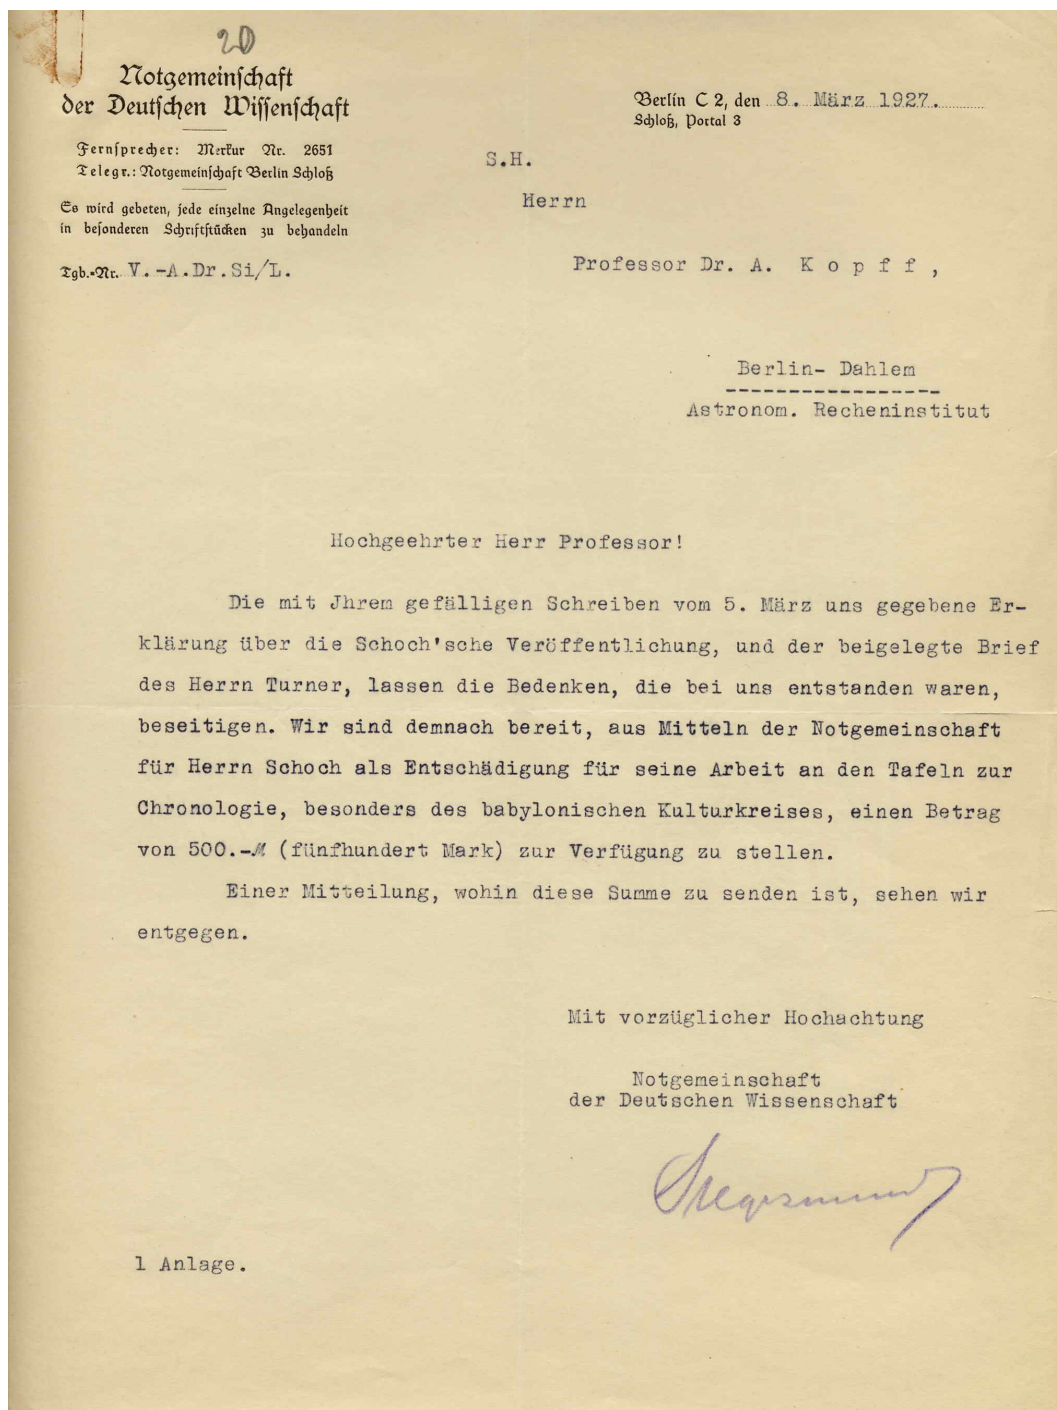 20
Notgemeinschaft
der Deutschen Wissenschaft
Fernsprecher: Merkur Nr. 2651
Telegr.: Notgemeinschaft Berlin Schloß
Es wird gebeten, jede einzelne Angelegenheit
in besonderen Schriftstücken zu behandeln
Tgb.-Nr. V.-A.Dr.Si/L.
Berlin C 2, den 8. März 1927.
Schloß, Portal 3
S.H.
Herrn
Professor Dr. A. K o p f f ,
Berlin- Dahlem
Astronom. Recheninstitut
Hochgeehrter Herr Professor!
Die mit Jhrem gefälligen Schreiben vom 5. März uns gegebene Er-
klärung über die Schoch'sche Veröffentlichung, und der beigelegte Brief
des Herrn Turner, lassen die Bedenken, die bei uns entstanden waren,
beseitigen. Wir sind demnach bereit, aus Mitteln der Notgemeinschaft
für Herrn Schoch als Entschädigung für seine Arbeit an den Tafeln zur
Chronologie, besonders des babylonischen Kulturkreises, einen Betrag
von 500.-M (fünfhundert Mark) zur Verfügung zu stellen.
Einer Mitteilung, wohin diese Summe zu senden ist, sehen wir
entgegen.
Mit vorzüglicher Hochachtung
Notgemeinschaft
der Deutschen Wissenschaft
Siegismund
1 Anlage.